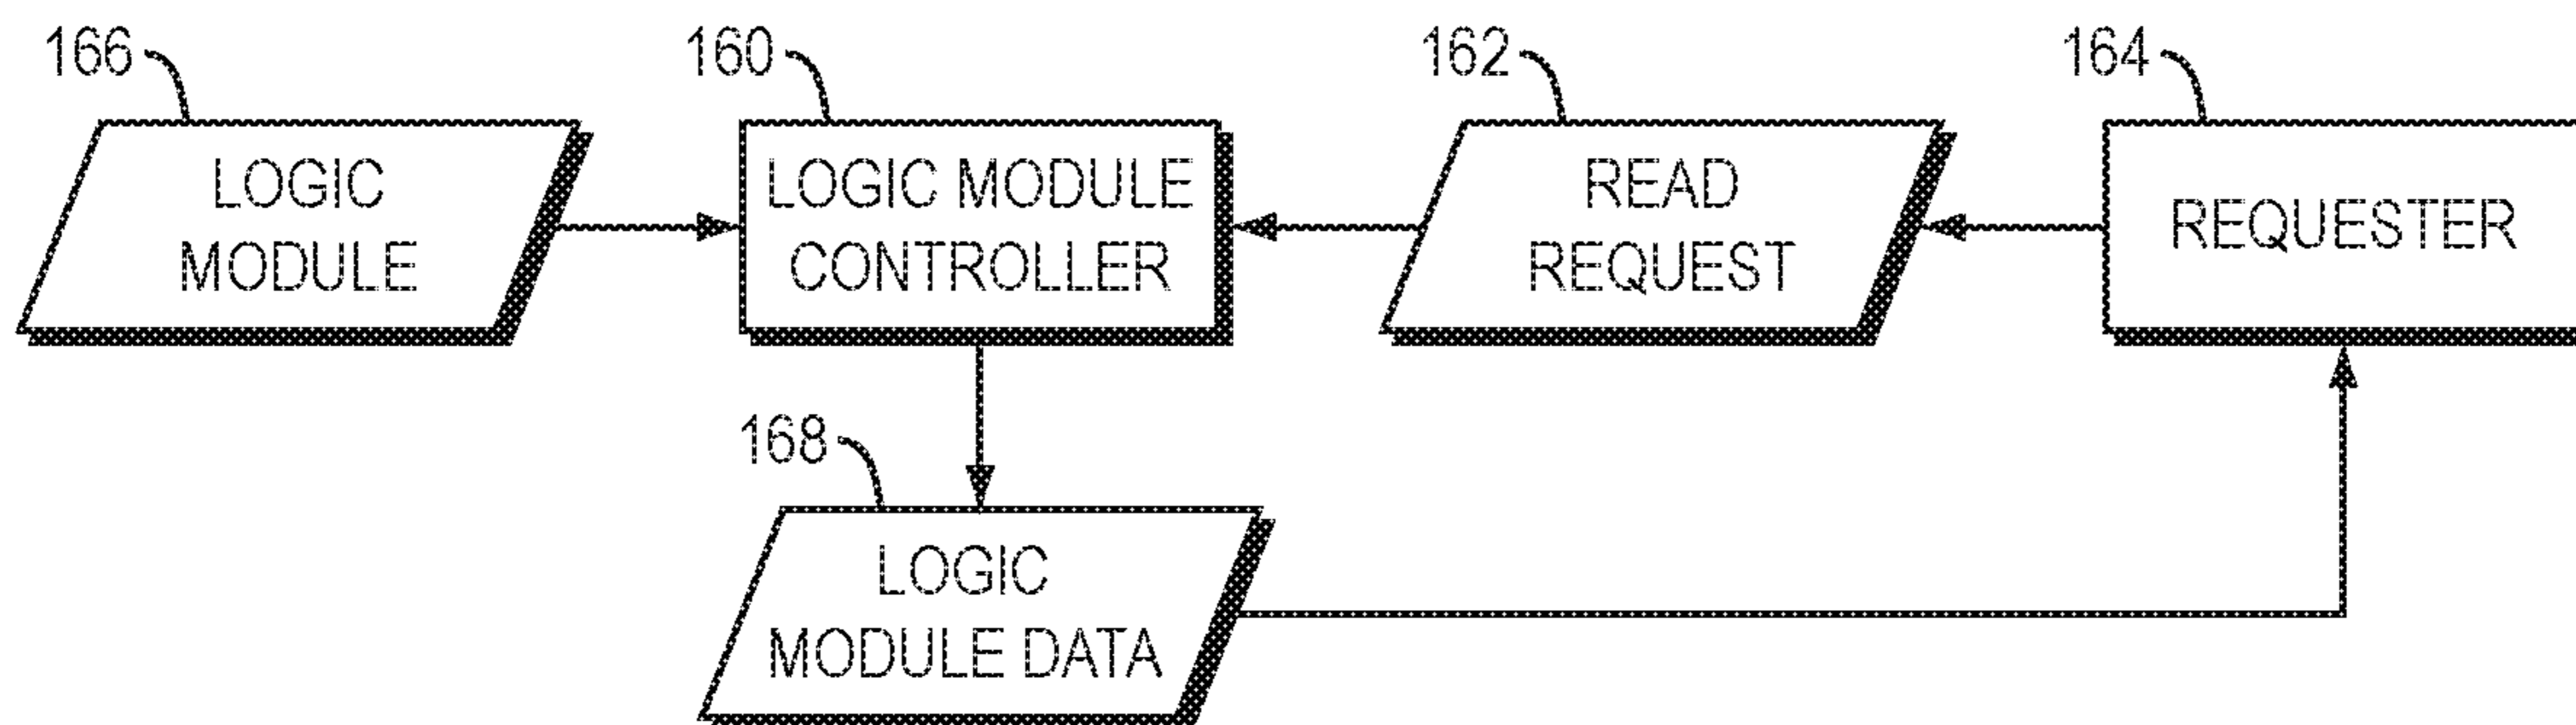 166
160
162
164
LOGIC
MODULE
LOGIC MODULE
CONTROLLER
READ
REQUEST
REQUESTER
168
LOGIC
MODULE DATA